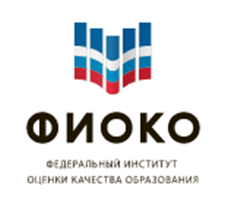 ФИОКО
ФЕДЕРАЛЬНЫЙ ИНСТИТУТ
ОЦЕНКИ КАЧЕСТВА ОБРАЗОВАНИЯ